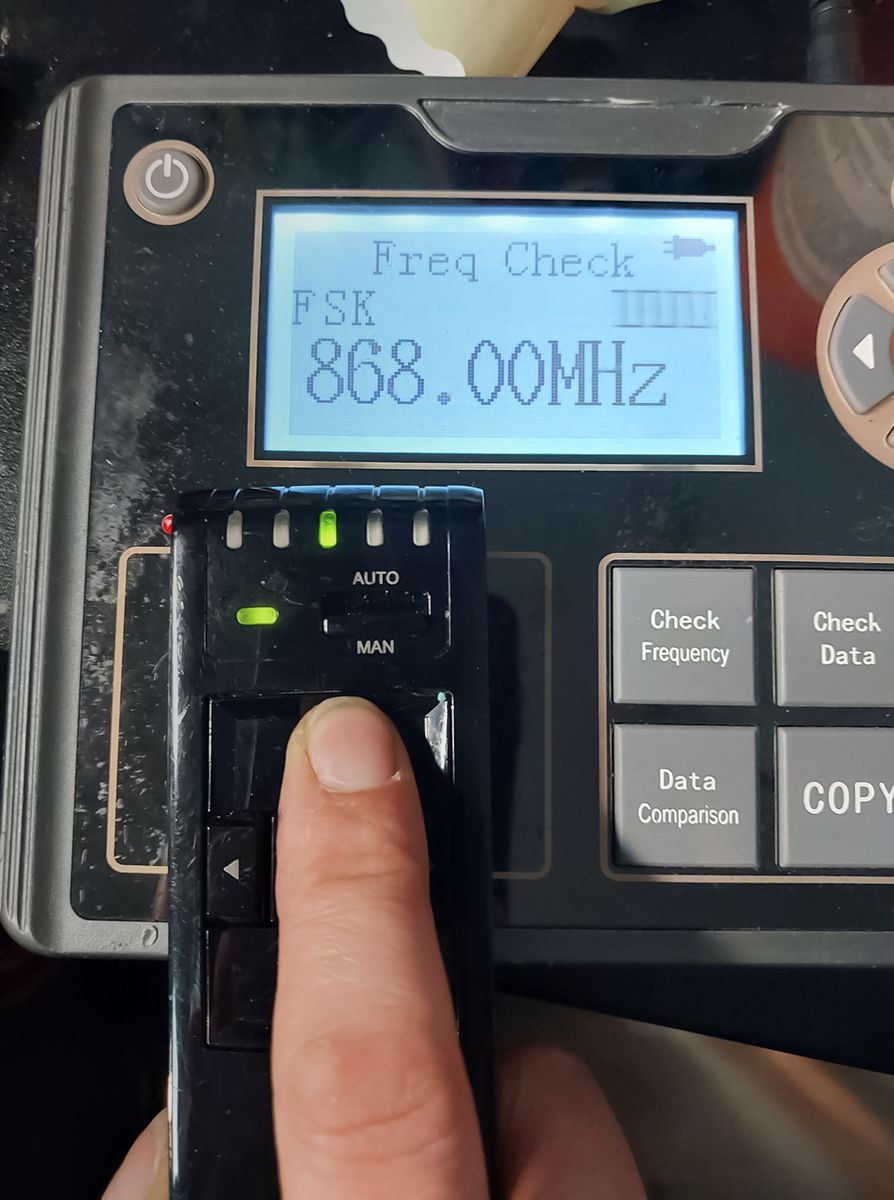 Freq Check
FSK
868.00MHz
AUTO
MAN
Check
Frequency
Check
Data
Data
Comparison
COPY